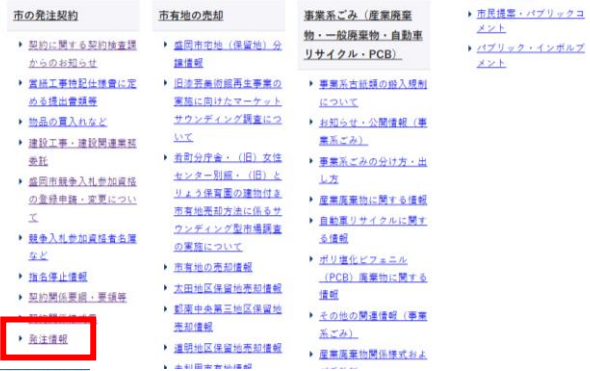 市の発注契約
契約に関する契約検査課
からのお知らせ
営繕工事特記仕様書に定
める提出書類等
物品の買入れなど
建設工事・建設関連業務
委託
盛岡市競争入札参加資格
の登録申請・変更につい
て
競争入札参加資格者名簿
など
指名停止情報
契約関係要綱・要領等
発注情報
市有地の売却
盛岡市宅地（保留地）分
譲情報
旧池芸美術館再生事業の
実施に向けたマーケット
サウンディング調査につ
いて
若町分庁舎・（旧）女性
センター別館・（旧）と
りょう保育園の建物付き
市有地売却方法に係るサ
ウンディング型市場調査
の実施について
市有地の売却情報
太田地区保留地売却情報
都南中央第三地区保留地
売却情報
道明地区保留地売却情報
未利用市有地情報
事業系ごみ（産業廃棄
物・一般廃棄物・自動車
リサイクル・PCB）
事業系古紙類の搬入規制
について
お知らせ・公開情報（事
業系ごみ）
事業系ごみの分け方・出
し方
産業廃棄物に関する情報
自動車リサイクルに関す
る情報
ポリ塩化ビフェニル
（PCB）廃棄物に関する
情報
その他の関連情報（事業
系ごみ）
産業廃棄物関係様式およ
市民提案・パブリックコ
メント
パブリック・インボルブ
メント